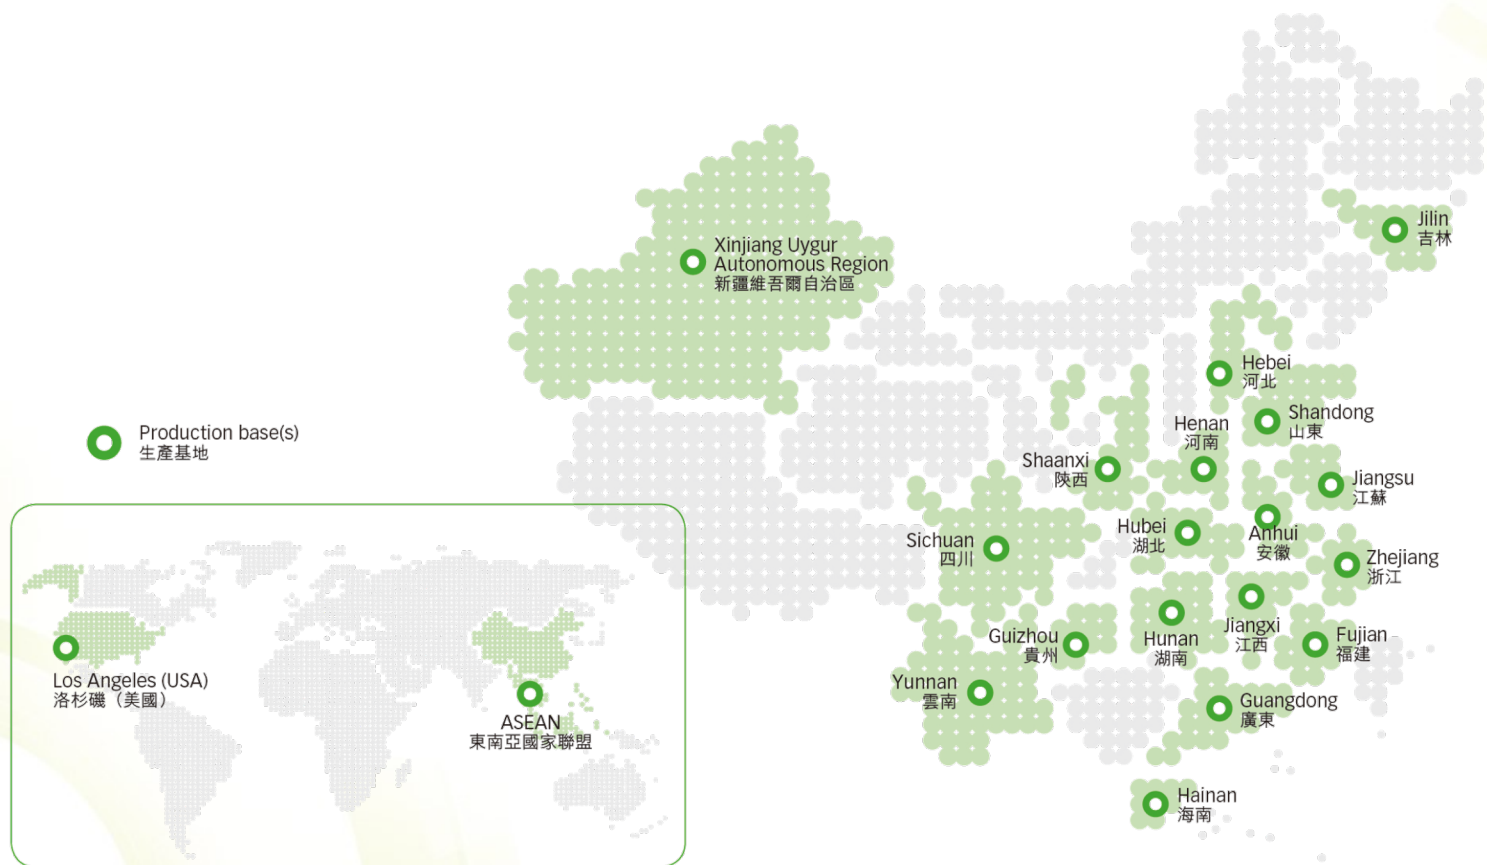 Xinjiang Uygur
Autonomous Region
新疆維吾爾自治區
Jilin
吉林
Hebei
河北
Shandong
山東
Henan
河南
Shaanxi
陝西
Jiangsu
江蘇
Hubei
湖北
Anhui
安徽
Sichuan
四川
Zhejiang
浙江
Guizhou
貴州
Hunan
湖南
Jiangxi
江西
Fujian
福建
Yunnan
雲南
Guangdong
廣東
Hainan
海南
Production base(s)
生產基地
Los Angeles (USA)
洛杉磯（美國）
ASEAN
東南亞國家聯盟